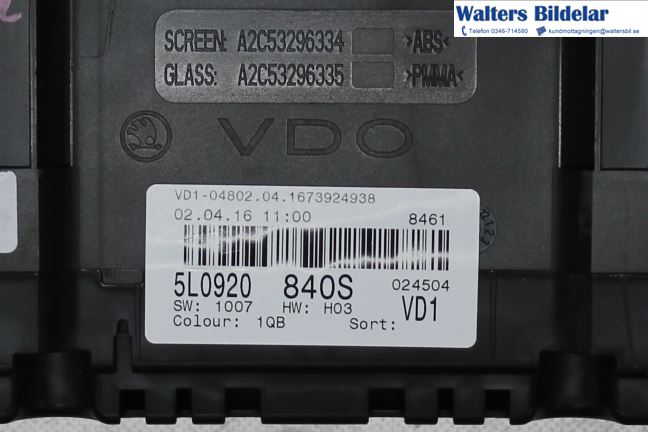 Walters Bildelar
Telefon 0346-714580 kundmottagningen@waltersbil.se
SCREEN: A2C53296334 >ABS<
GLASS: A2C53296335 >PMMA<
VDO
VD1-04802.04.1673924938
02.04.16 11:00 8461
5L0920 840S 024504
SW: 1007 HW: H03 VD1
Colour: 1QB Sort: